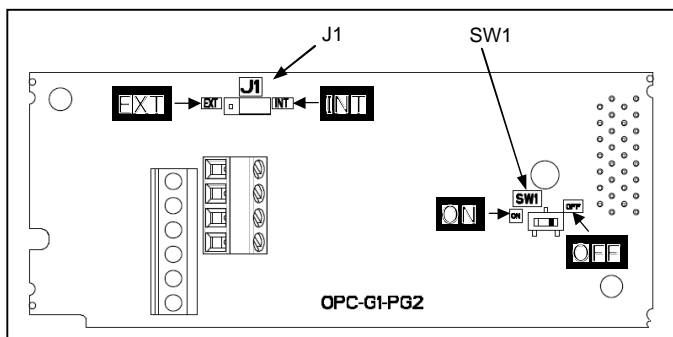 J1 SW1
J1
EXT EXT INT INT
SW1
ON ON OFF
OFF
OPC-G1-PG2